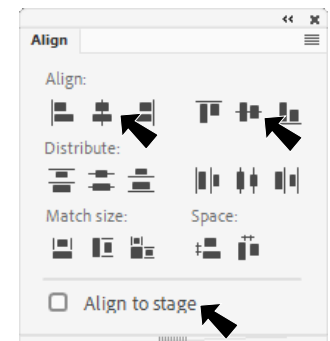 Align
Align:
Distribute:
Match size: Space:
Align to stage